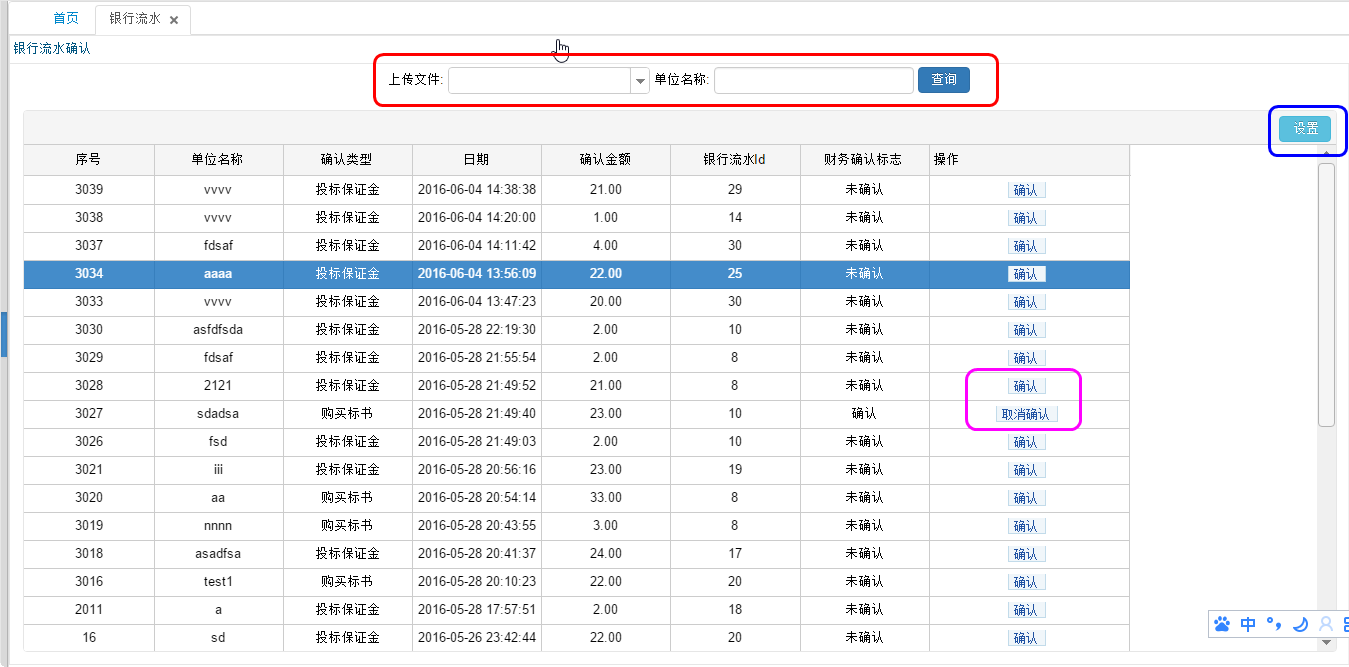 首页 银行流水
银行流水确认
上传文件: 单位名称: 查询
设置
序号 单位名称 确认类型 日期 确认金额 银行流水Id 财务确认标志 操作
3039 vvvv 投标保证金 2016-06-04 14:38:38 21.00 29 未确认 确认
3038 vvvv 投标保证金 2016-06-04 14:20:00 1.00 14 未确认 确认
3037 fdsaf 投标保证金 2016-06-04 14:11:42 4.00 30 未确认 确认
3034 aaaa 投标保证金 2016-06-04 13:56:09 22.00 25 未确认 确认
3033 vvvv 投标保证金 2016-06-04 13:47:23 20.00 30 未确认 确认
3030 asfdfsda 投标保证金 2016-05-28 22:19:30 2.00 10 未确认 确认
3029 fdsaf 投标保证金 2016-05-28 21:55:54 2.00 8 未确认 确认
3028 2121 投标保证金 2016-05-28 21:49:52 21.00 8 未确认 确认
3027 sdadsa 购买标书 2016-05-28 21:49:40 23.00 10 确认 取消确认
3026 fsd 投标保证金 2016-05-28 21:49:03 2.00 10 未确认 确认
3021 iii 投标保证金 2016-05-28 20:56:16 23.00 19 未确认 确认
3020 aa 购买标书 2016-05-28 20:54:14 33.00 8 未确认 确认
3019 nnnn 购买标书 2016-05-28 20:43:55 3.00 8 未确认 确认
3018 asadfsa 投标保证金 2016-05-28 20:41:37 24.00 17 未确认 确认
3016 test1 购买标书 2016-05-28 20:10:23 22.00 20 未确认 确认
2011 a 投标保证金 2016-05-28 17:57:51 2.00 18 未确认 确认
16 sd 投标保证金 2016-05-26 23:42:44 22.00 20 未确认 确认
中